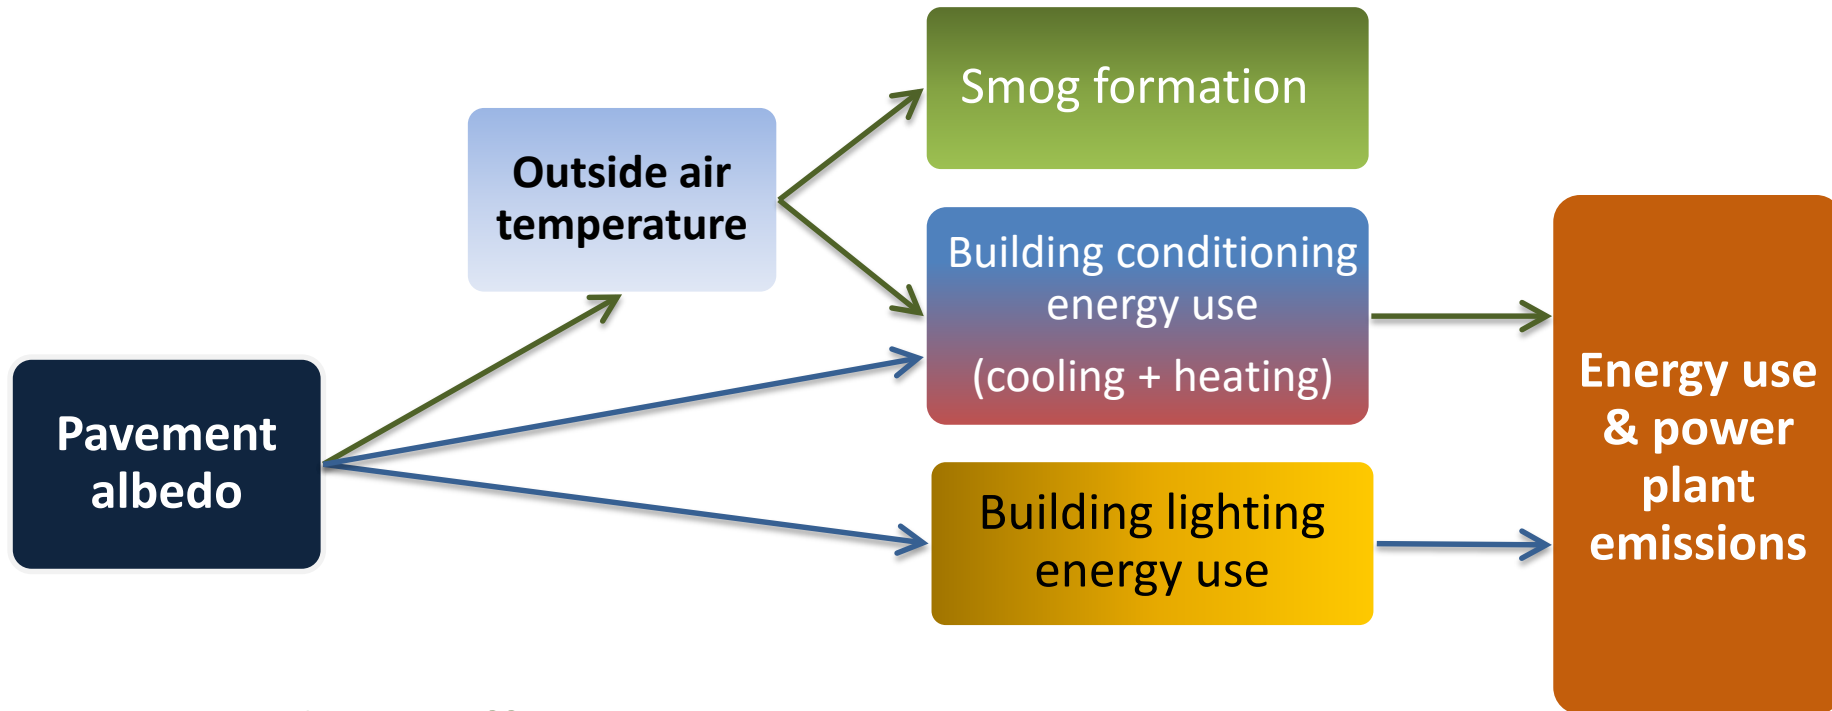 Smog formation
Outside air
temperature
Building conditioning
energy use
(cooling + heating)
Pavement
albedo
Building lighting
energy use
Energy use
& power
plant
emissions